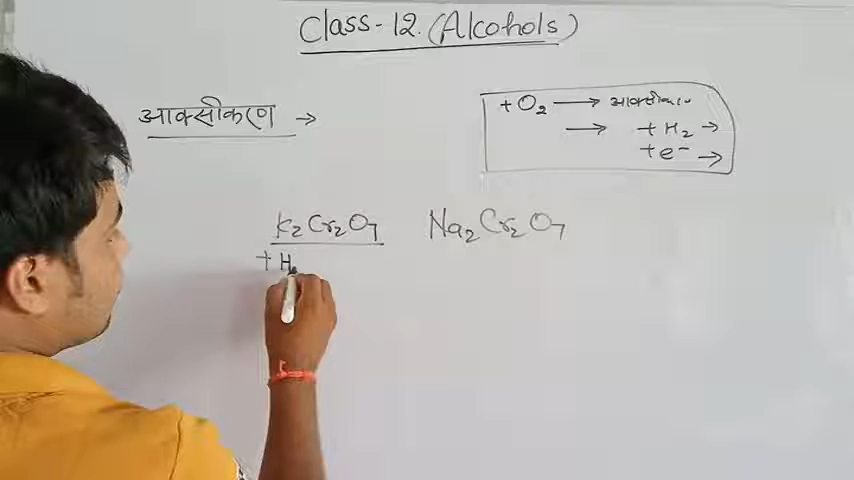 Class-12.(Alcohols)
आक्सीकरण →
+O₂ → आक्सीकरण
→ +H₂ →
+e⁻ →
K₂Cr₂O₇ Na₂Cr₂O₇
+H